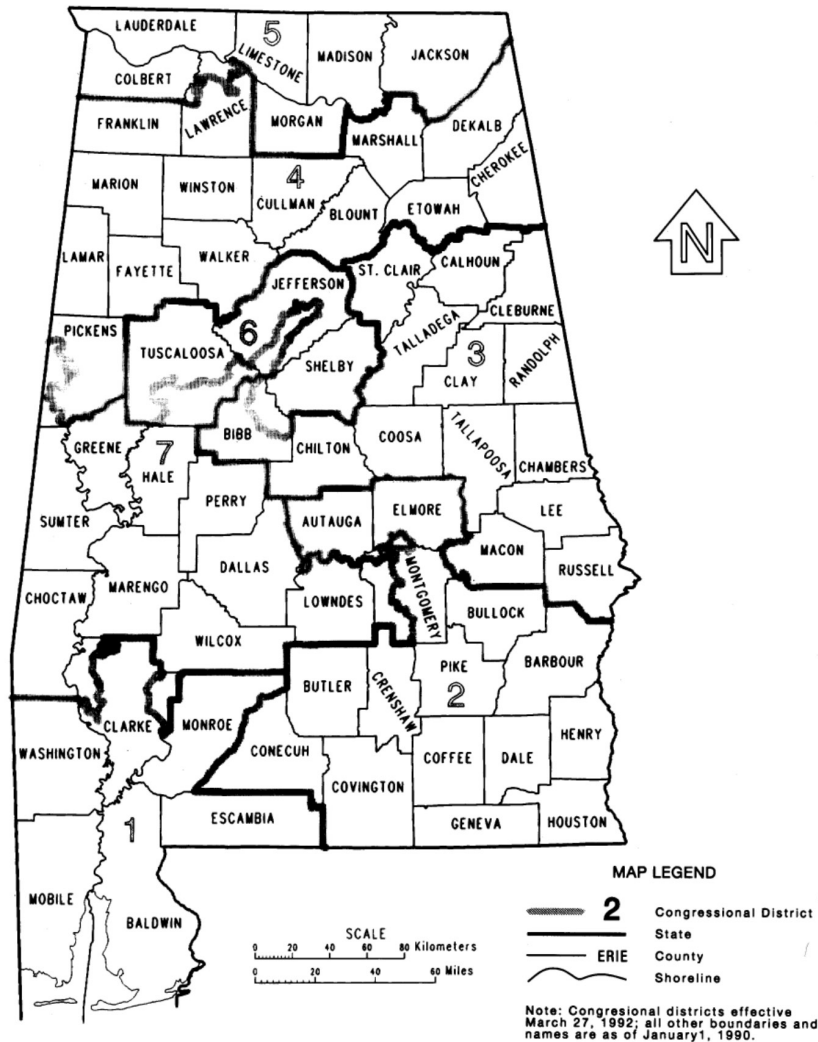 LAUDERDALE
5
LIMESTONE
MADISON
JACKSON
COLBERT
LAWRENCE
FRANKLIN
MORGAN
MARSHALL
DEKALB
CHEROKEE
MARION
WINSTON
4
CULLMAN
BLOUNT
ETOWAH
N
LAMAR
FAYETTE
WALKER
JEFFERSON
ST. CLAIR
CALHOUN
CLEBURNE
PICKENS
TUSCALOOSA
6
SHELBY
TALLADEGA
3
CLAY
RANDOLPH
GREENE
7
HALE
BIBB
CHILTON
COOSA
TALLAPOOSA
CHAMBERS
SUMTER
PERRY
AUTAUGA
ELMORE
LEE
MACON
RUSSELL
CHOCTAW
MARENGO
DALLAS
LOWNDES
MONTGOMERY
BULLOCK
WILCOX
PIKE
2
BARBOUR
BUTLER
CRENSHAW
CLARKE
MONROE
WASHINGTON
CONECUH
COVINGTON
COFFEE
DALE
HENRY
1
ESCAMBIA
GENEVA
HOUSTON
MOBILE
BALDWIN
SCALE
0 20 40 60 80 Kilometers
0 20 40 60 Miles
MAP LEGEND
2 Congressional District
State
ERIE County
Shoreline
Note: Congresional districts effective
March 27, 1992; all other boundaries and
names are as of January1, 1990.